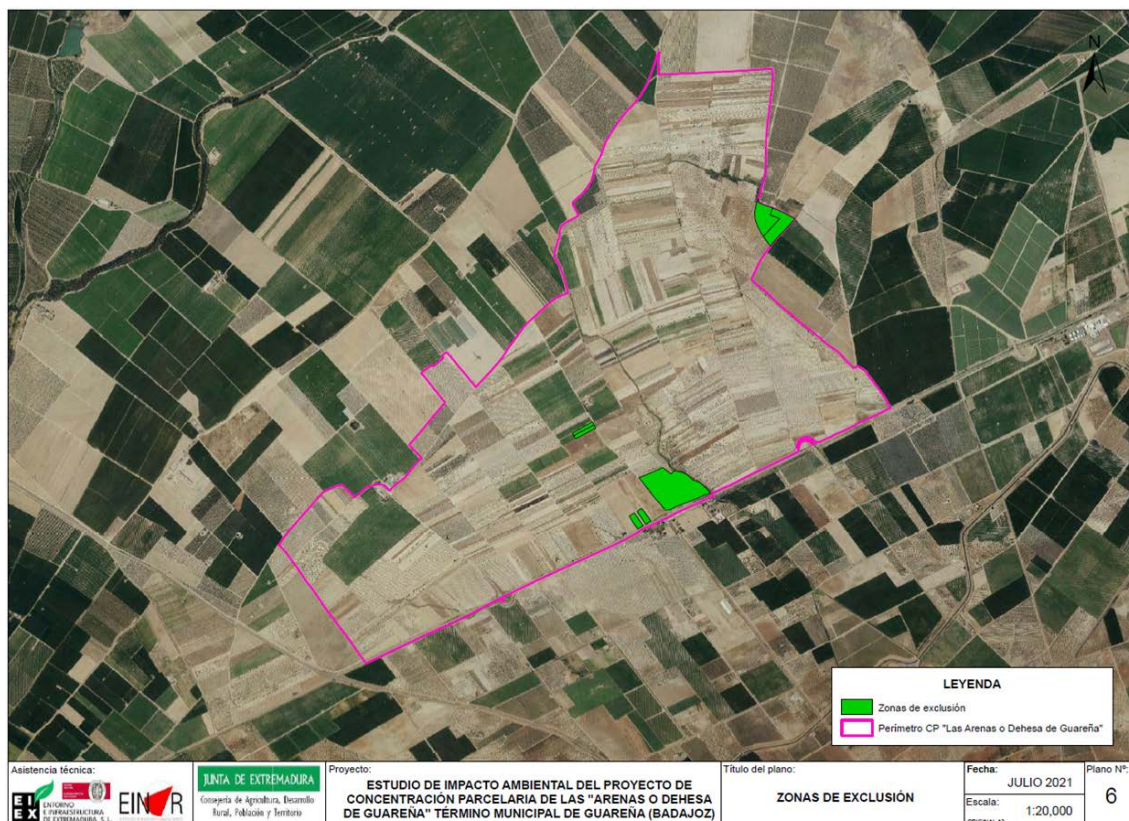 N
LEYENDA
Zonas de exclusión
Perímetro CP "Las Arenas o Dehesa de Guareña"
Asistencia técnica:
EIEX
ENTORNO
E INFRAESTRUCTURA
DE EXTREMADURA, S.L.
EINAR
JUNTA DE EXTREMADURA
Consejería de Agricultura, Desarrollo
Rural, Población y Territorio
Proyecto:
ESTUDIO DE IMPACTO AMBIENTAL DEL PROYECTO DE
CONCENTRACIÓN PARCELARIA DE LAS "ARENAS O DEHESA
DE GUAREÑA" TÉRMINO MUNICIPAL DE GUAREÑA (BADAJOZ)
Título del plano:
ZONAS DE EXCLUSIÓN
Fecha:
JULIO 2021
Escala:
1:20,000
Plano Nº:
6